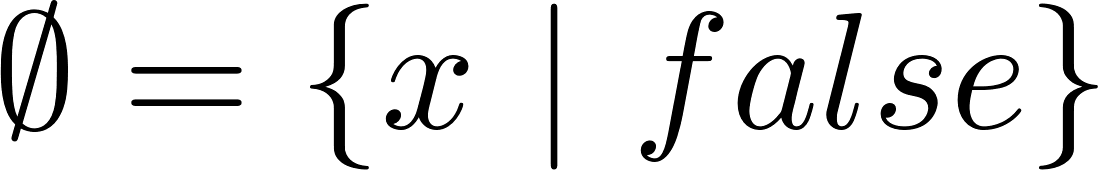 ∅ = {x | false}